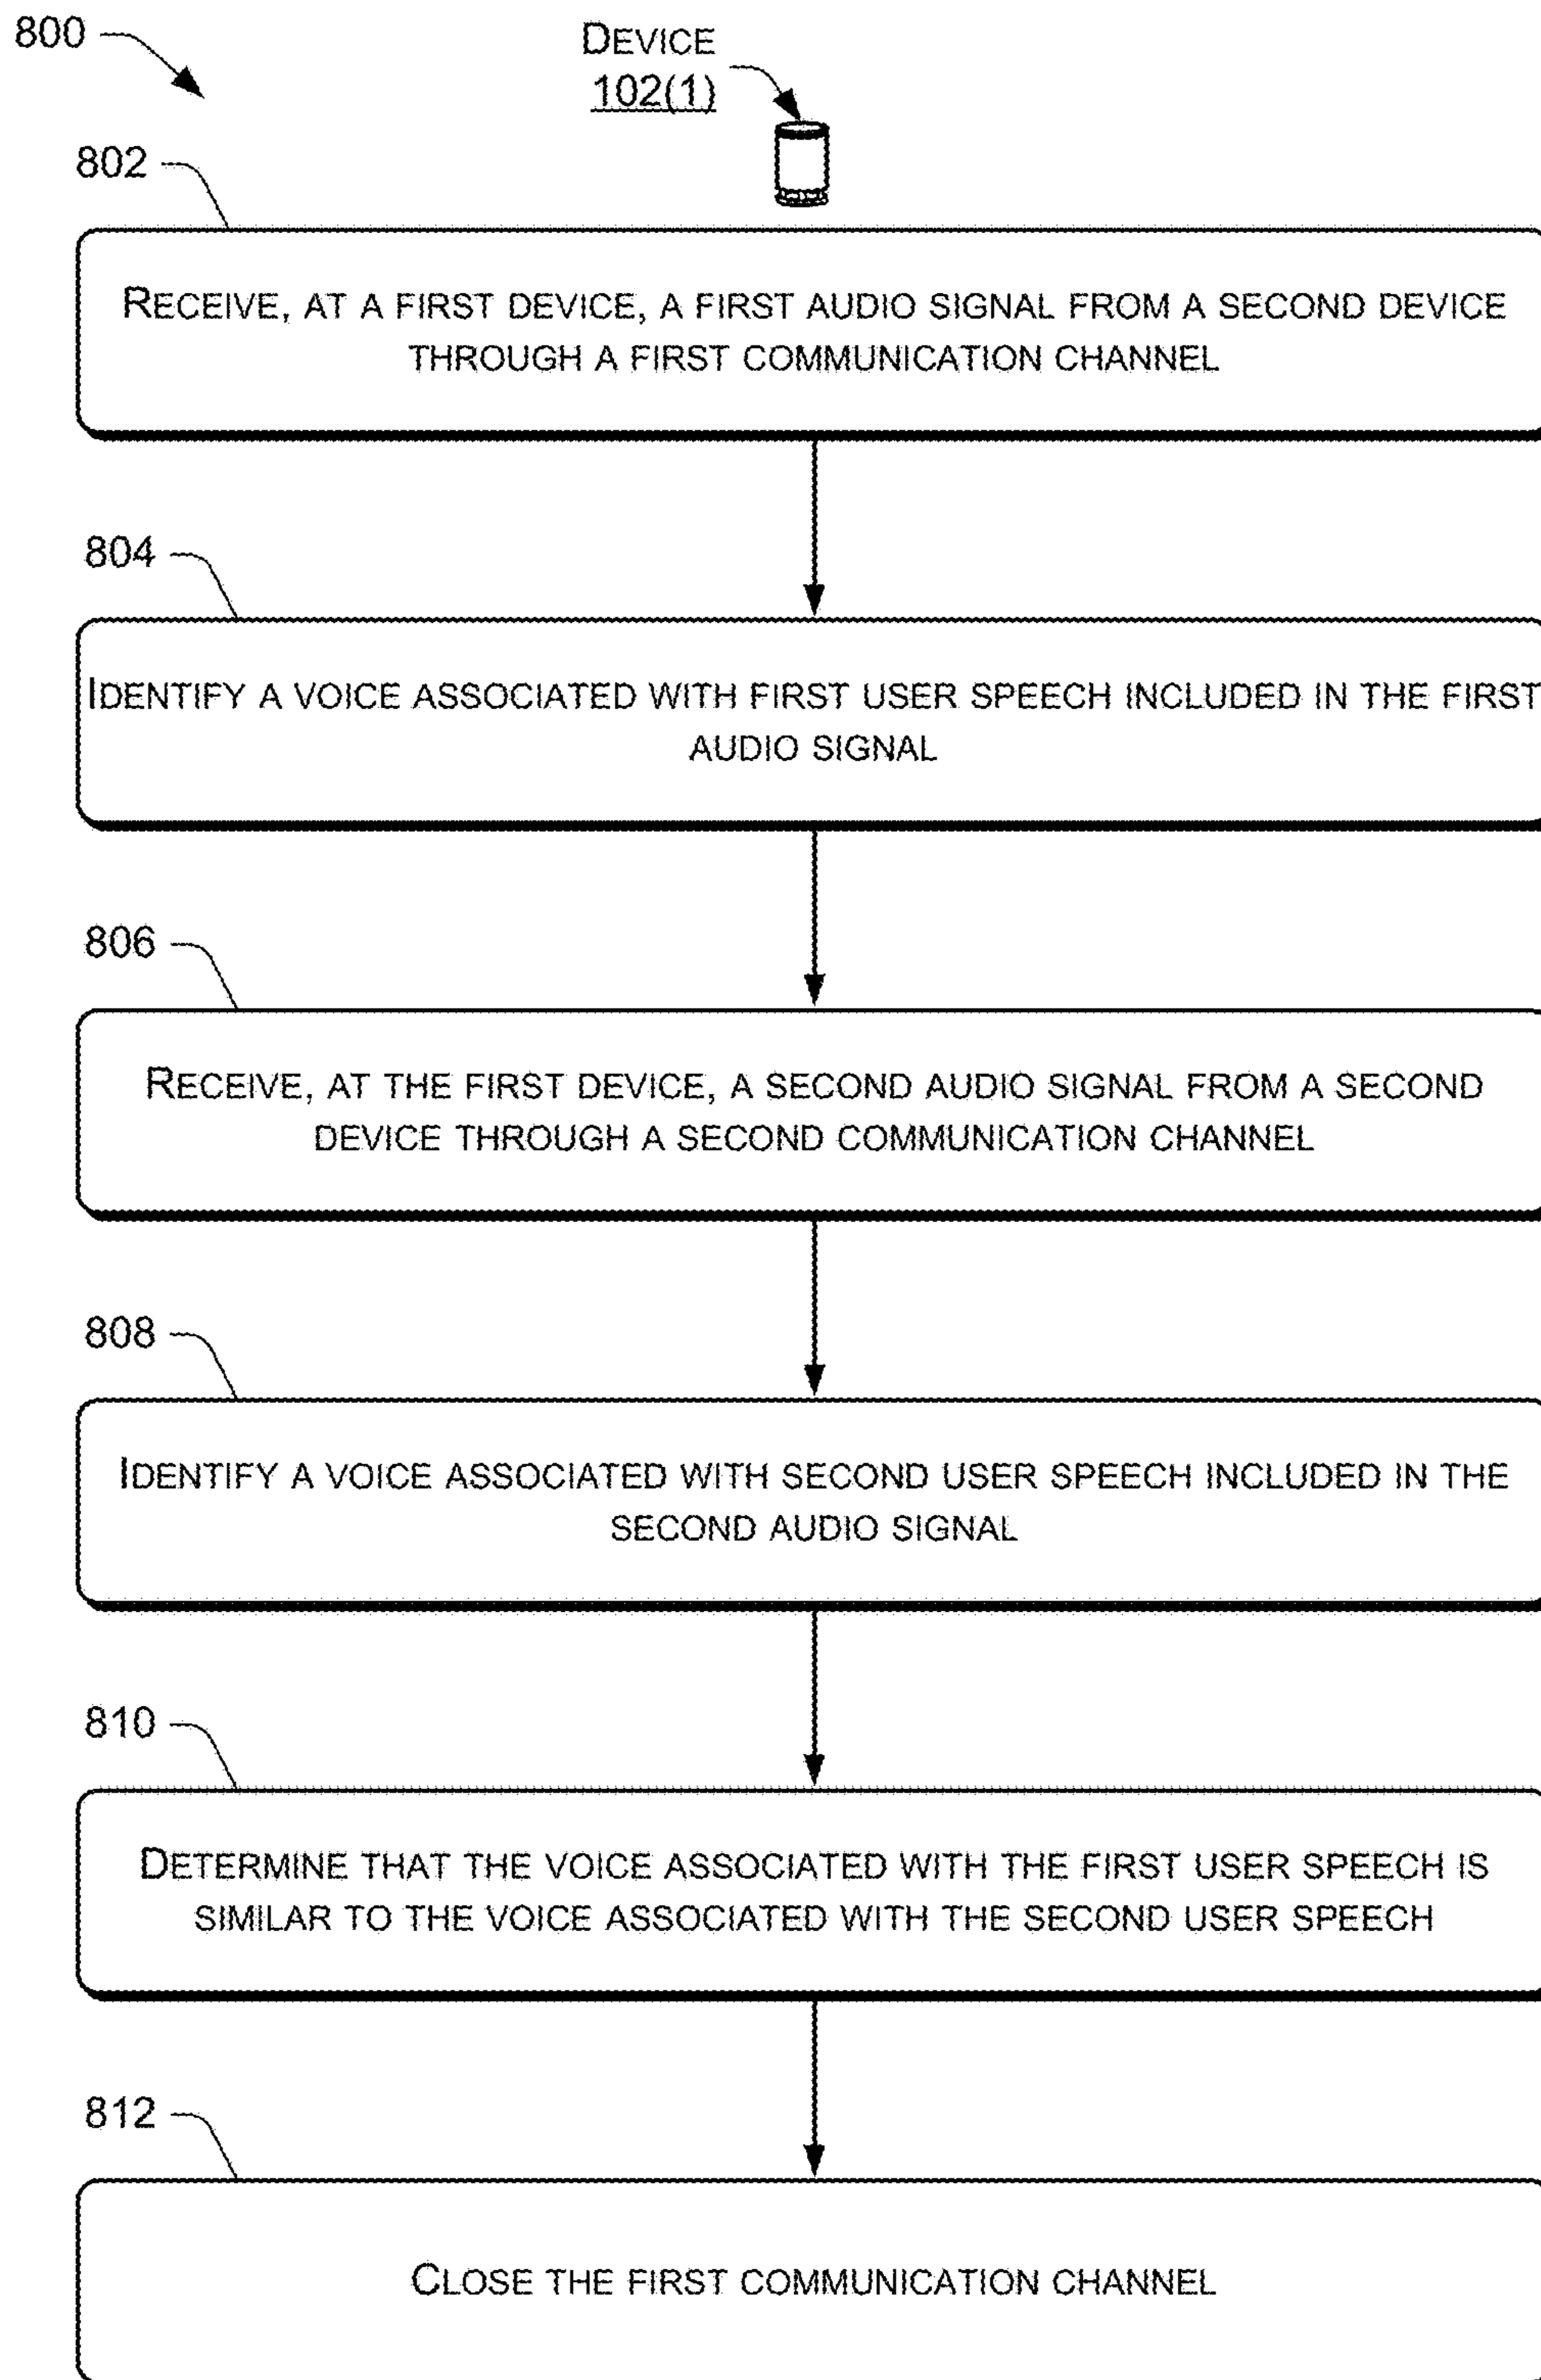 800
DEVICE
102(1)
802
RECEIVE, AT A FIRST DEVICE, A FIRST AUDIO SIGNAL FROM A SECOND DEVICE
THROUGH A FIRST COMMUNICATION CHANNEL
804
IDENTIFY A VOICE ASSOCIATED WITH FIRST USER SPEECH INCLUDED IN THE FIRST
AUDIO SIGNAL
806
RECEIVE, AT THE FIRST DEVICE, A SECOND AUDIO SIGNAL FROM A SECOND
DEVICE THROUGH A SECOND COMMUNICATION CHANNEL
808
IDENTIFY A VOICE ASSOCIATED WITH SECOND USER SPEECH INCLUDED IN THE
SECOND AUDIO SIGNAL
810
DETERMINE THAT THE VOICE ASSOCIATED WITH THE FIRST USER SPEECH IS
SIMILAR TO THE VOICE ASSOCIATED WITH THE SECOND USER SPEECH
812
CLOSE THE FIRST COMMUNICATION CHANNEL